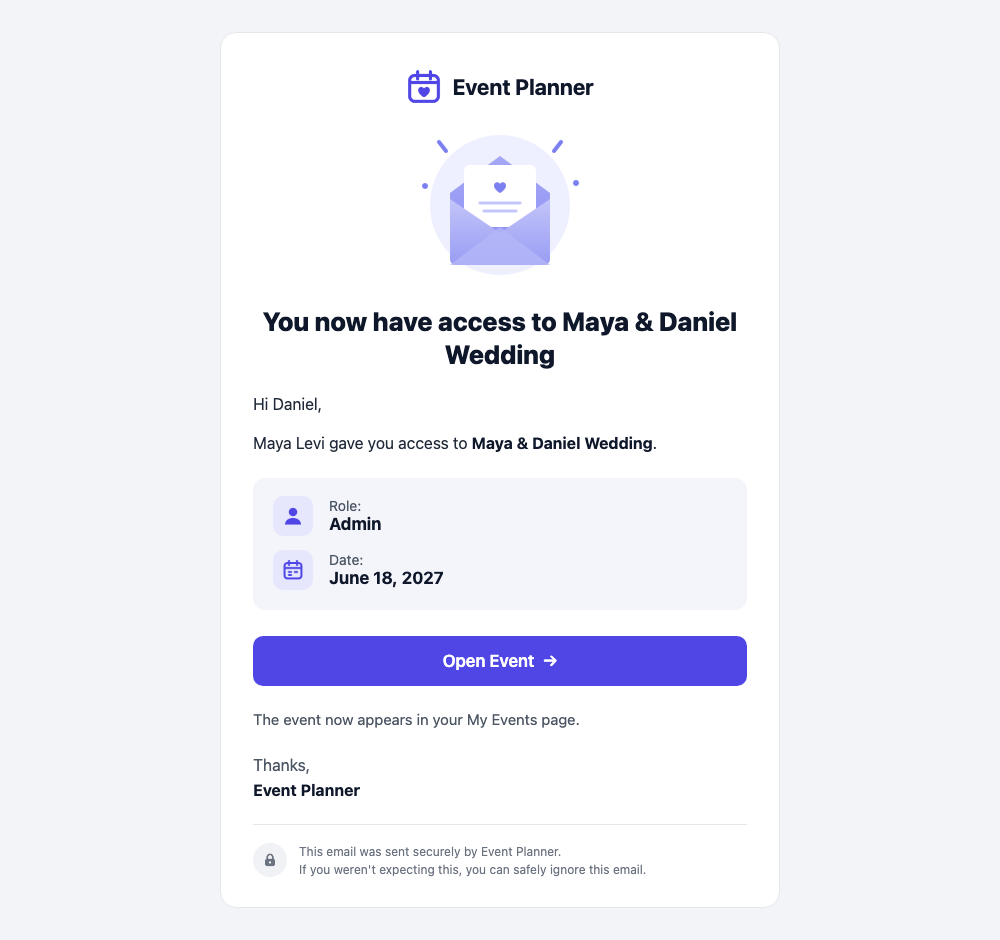 Event Planner
You now have access to Maya & Daniel
Wedding
Hi Daniel,
Maya Levi gave you access to Maya & Daniel Wedding.
Role:
Admin
Date:
June 18, 2027
Open Event →
The event now appears in your My Events page.
Thanks,
Event Planner
This email was sent securely by Event Planner.
If you weren't expecting this, you can safely ignore this email.